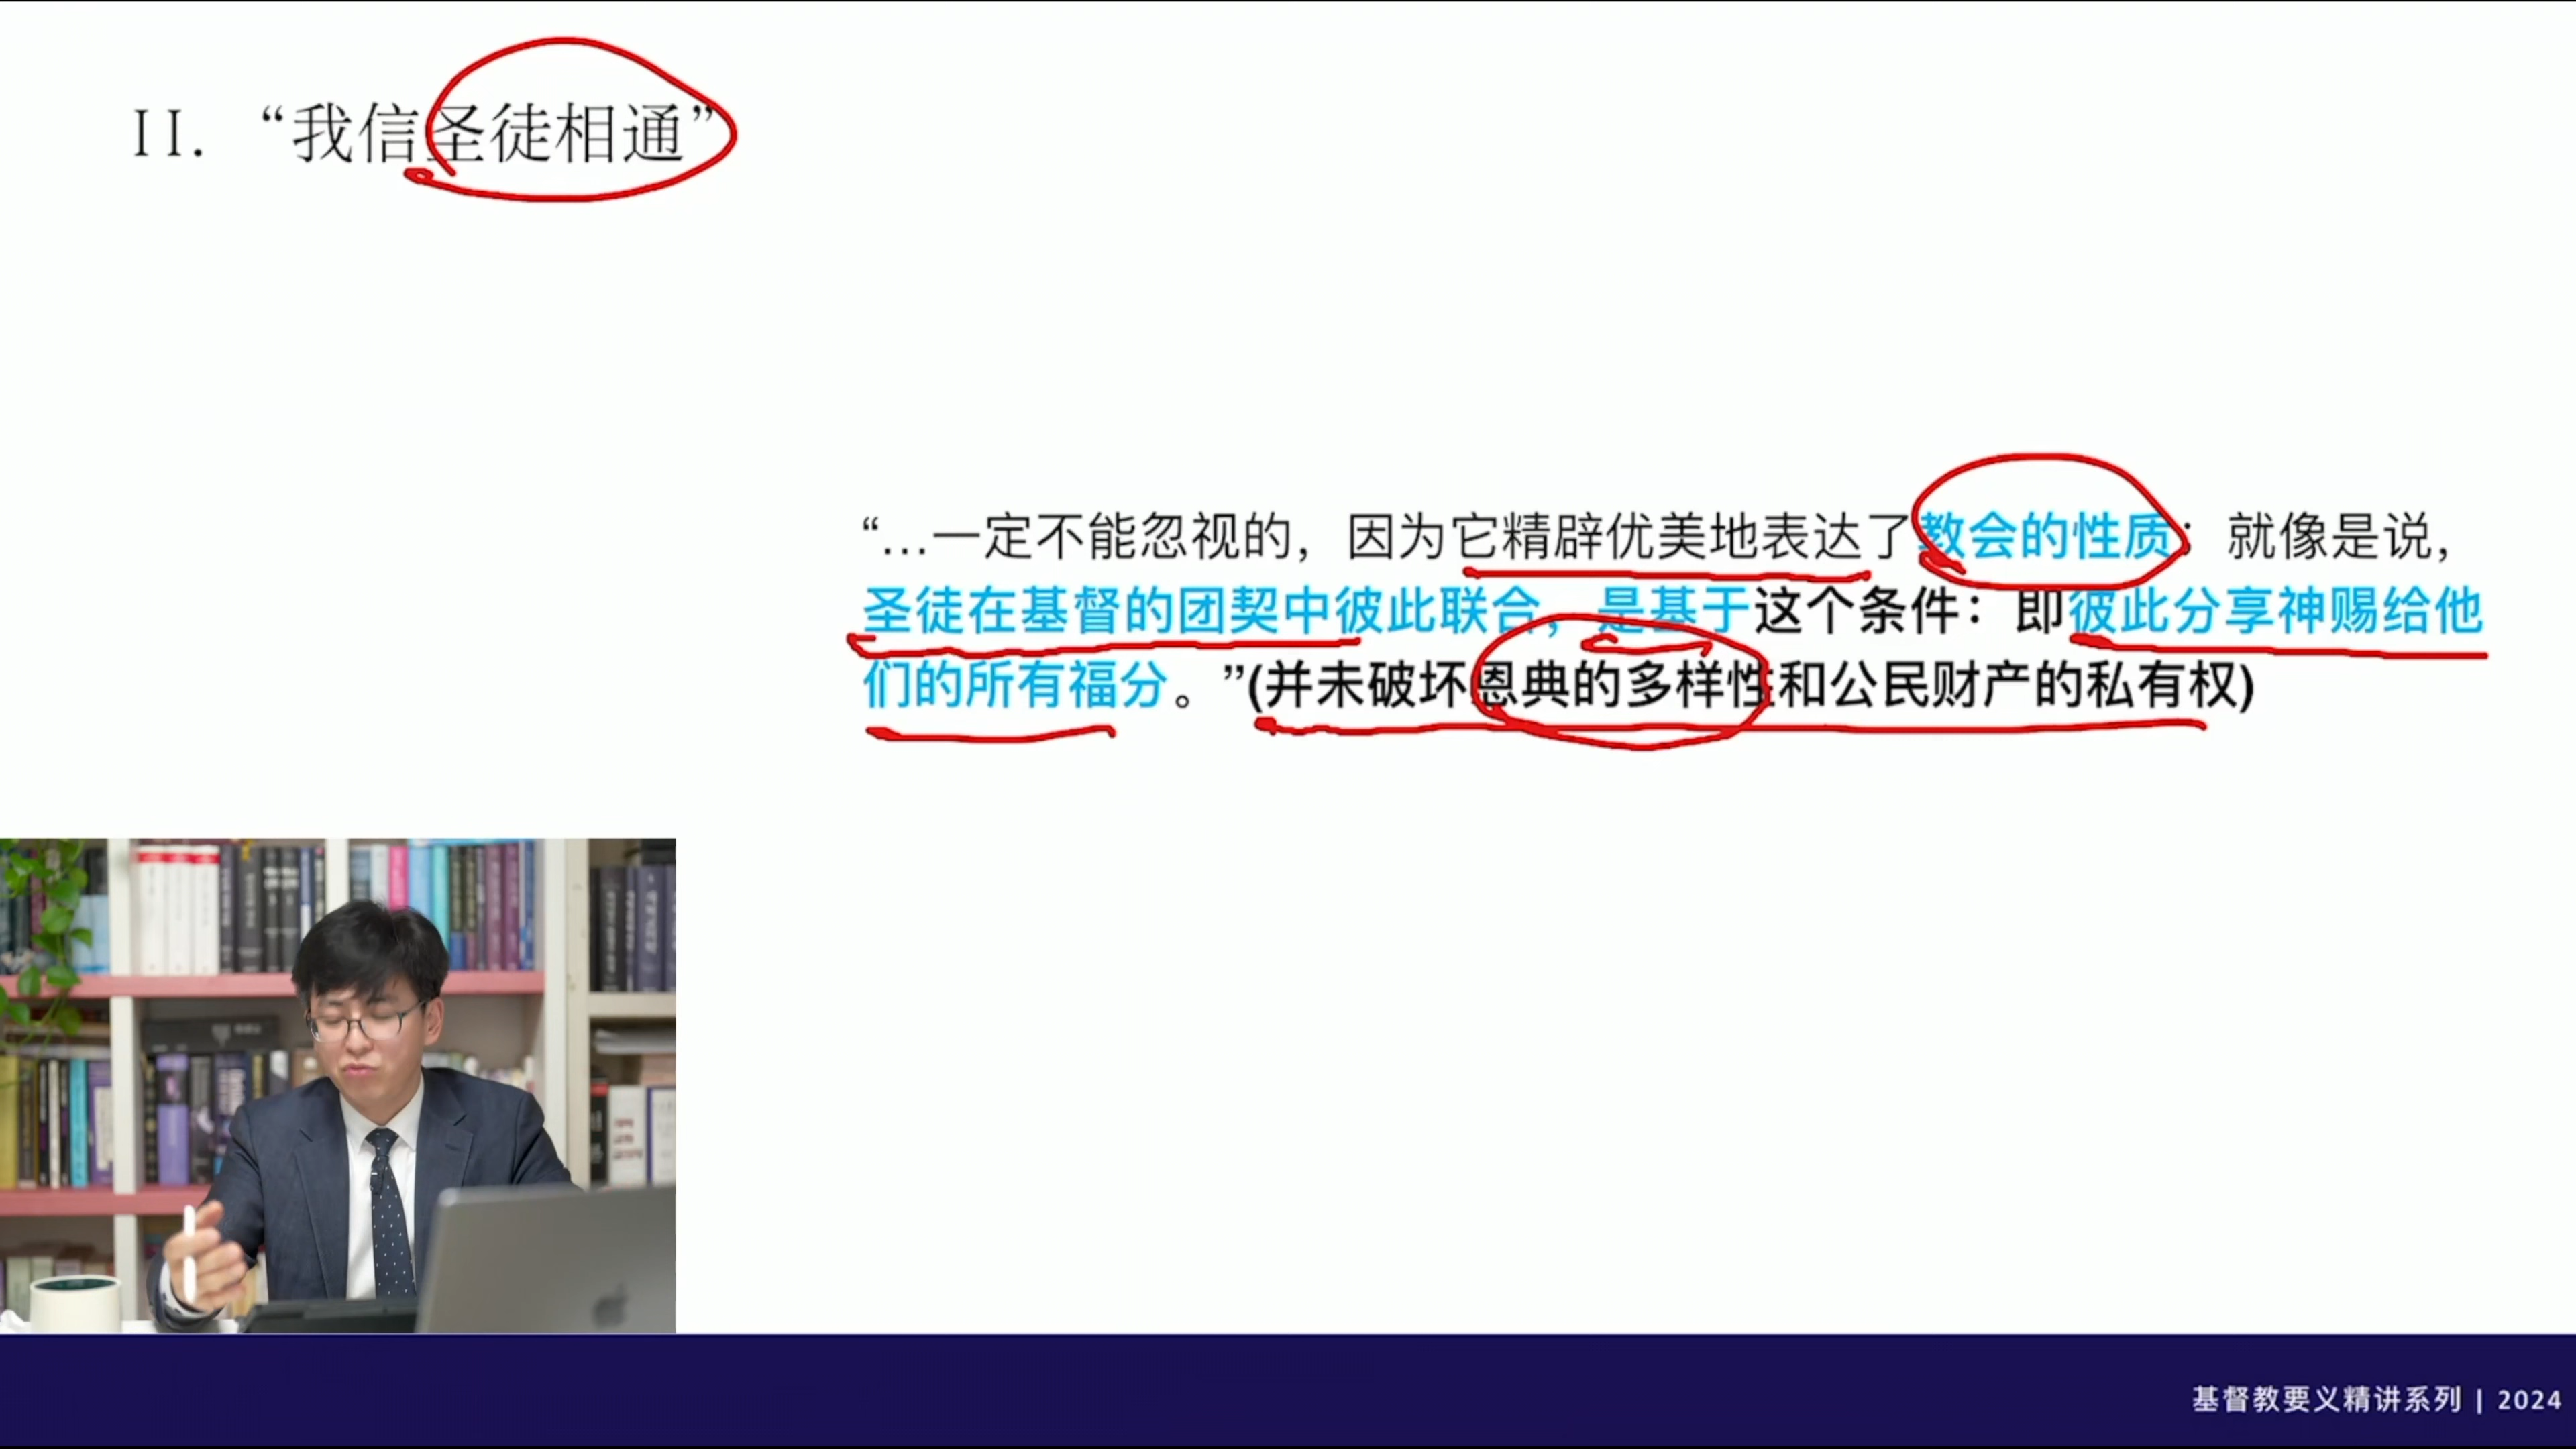 II. “我信圣徒相通”
“...一定不能忽视的，因为它精辟优美地表达了教会的性质；就像是说，
圣徒在基督的团契中彼此联合，是基于这个条件：即彼此分享神赐给他
们的所有福分。”(并未破坏恩典的多样性和公民财产的私有权)
基督教要义精讲系列 | 2024